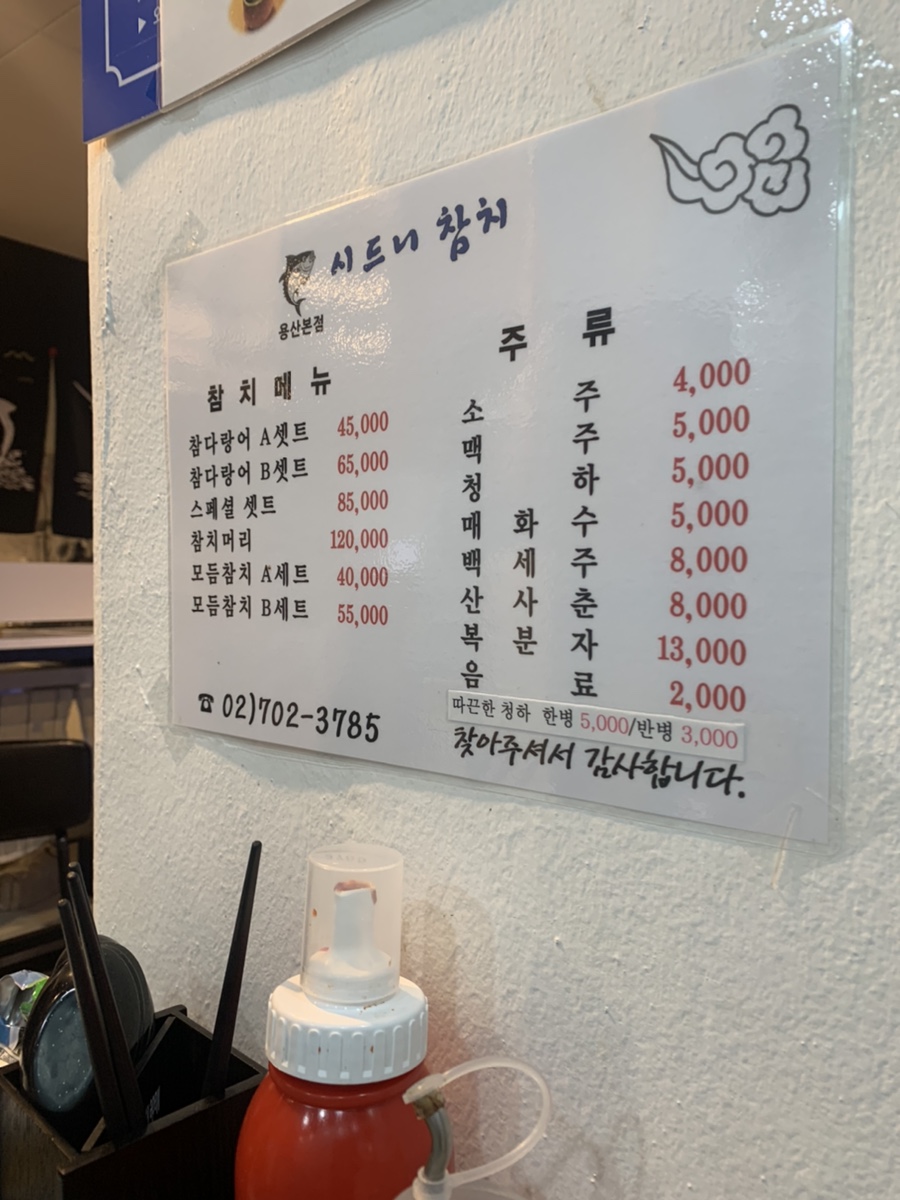 시드니 참치
용산본점
참치메뉴
참다랑어 A셋트 45,000
참다랑어 B셋트 65,000
스페셜 셋트 85,000
참치머리 120,000
모듬참치 A세트 40,000
모듬참치 B세트 55,000
☎ 02)702-3785
주류
소주 4,000
맥주 5,000
청하 5,000
매화수 5,000
백세주 8,000
산사춘 8,000
복분자 13,000
음료 2,000
따끈한 청하 한병 5,000/반병 3,000
찾아주셔서 감사합니다.